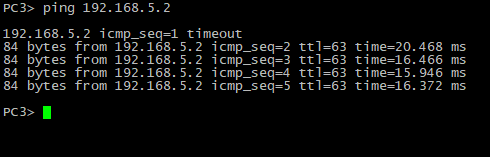 PC3> ping 192.168.5.2
192.168.5.2 icmp_seq=1 timeout
84 bytes from 192.168.5.2 icmp_seq=2 ttl=63 time=20.468 ms
84 bytes from 192.168.5.2 icmp_seq=3 ttl=63 time=16.466 ms
84 bytes from 192.168.5.2 icmp_seq=4 ttl=63 time=15.946 ms
84 bytes from 192.168.5.2 icmp_seq=5 ttl=63 time=16.372 ms
PC3>